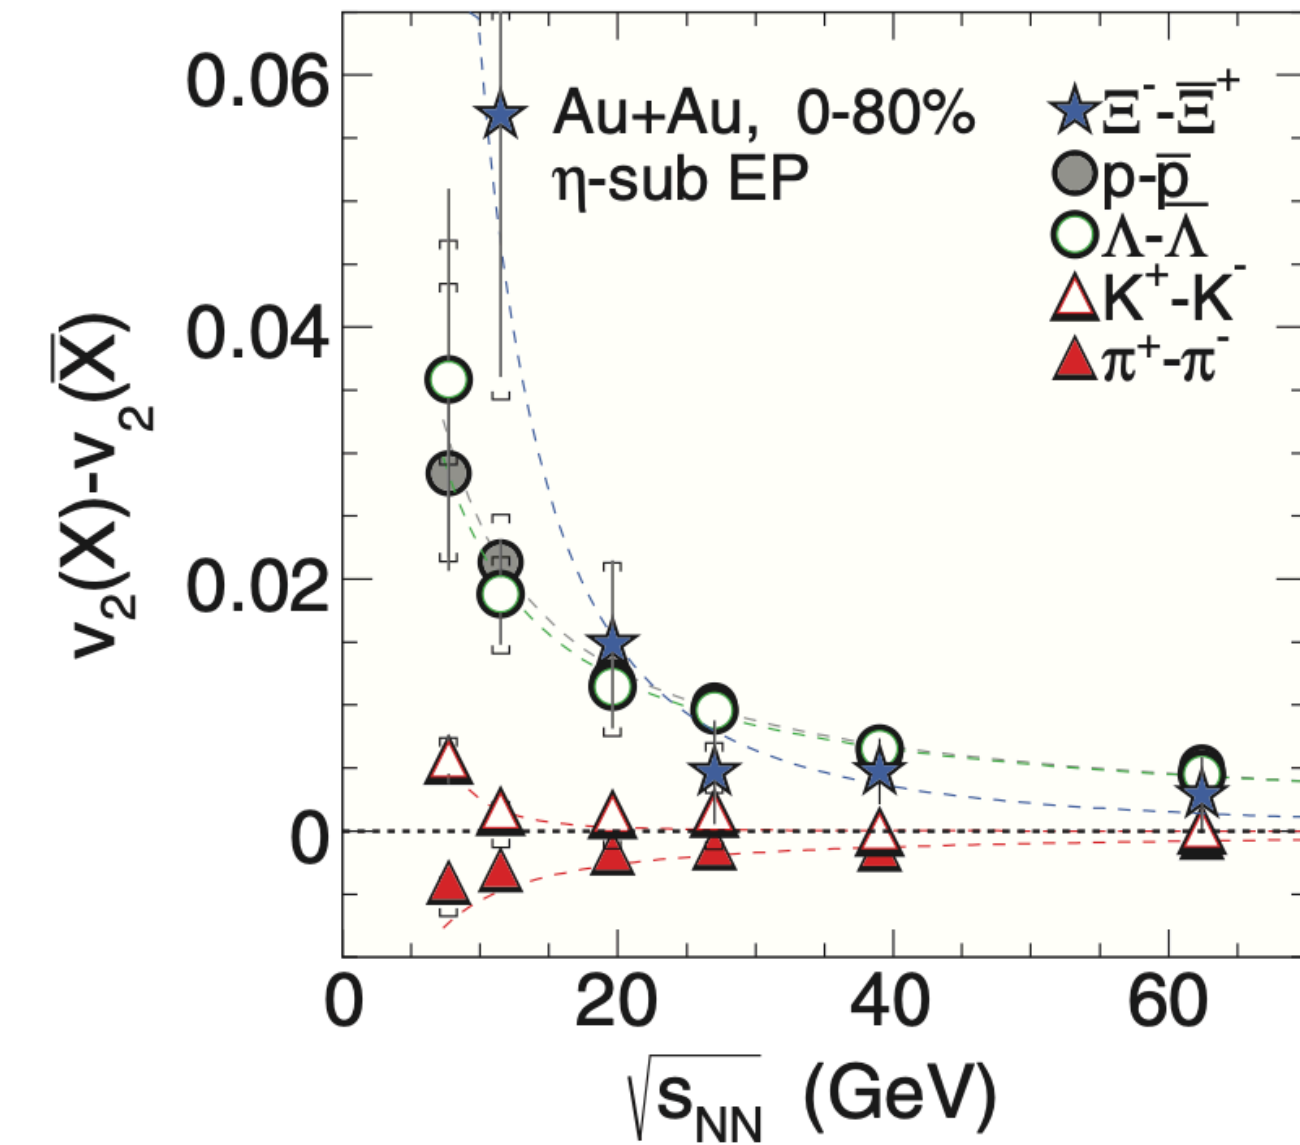 0.06
0.04
0.02
0
v₂(X)-v₂(X̅)
Au+Au, 0-80%
η-sub EP
Ξ⁻-Ξ̅⁺
p-p̅
Λ-Λ̅
K⁺-K⁻
π⁺-π⁻
0 20 40 60
√s_NN (GeV)